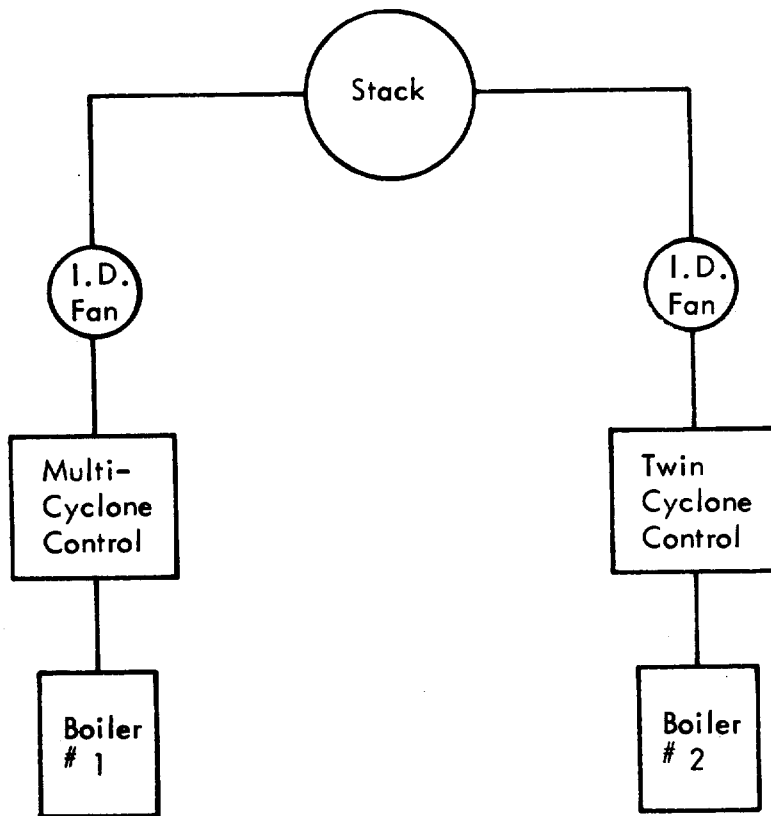 Stack
I.D.
Fan
I.D.
Fan
Multi-
Cyclone
Control
Twin
Cyclone
Control
Boiler
# 1
Boiler
# 2